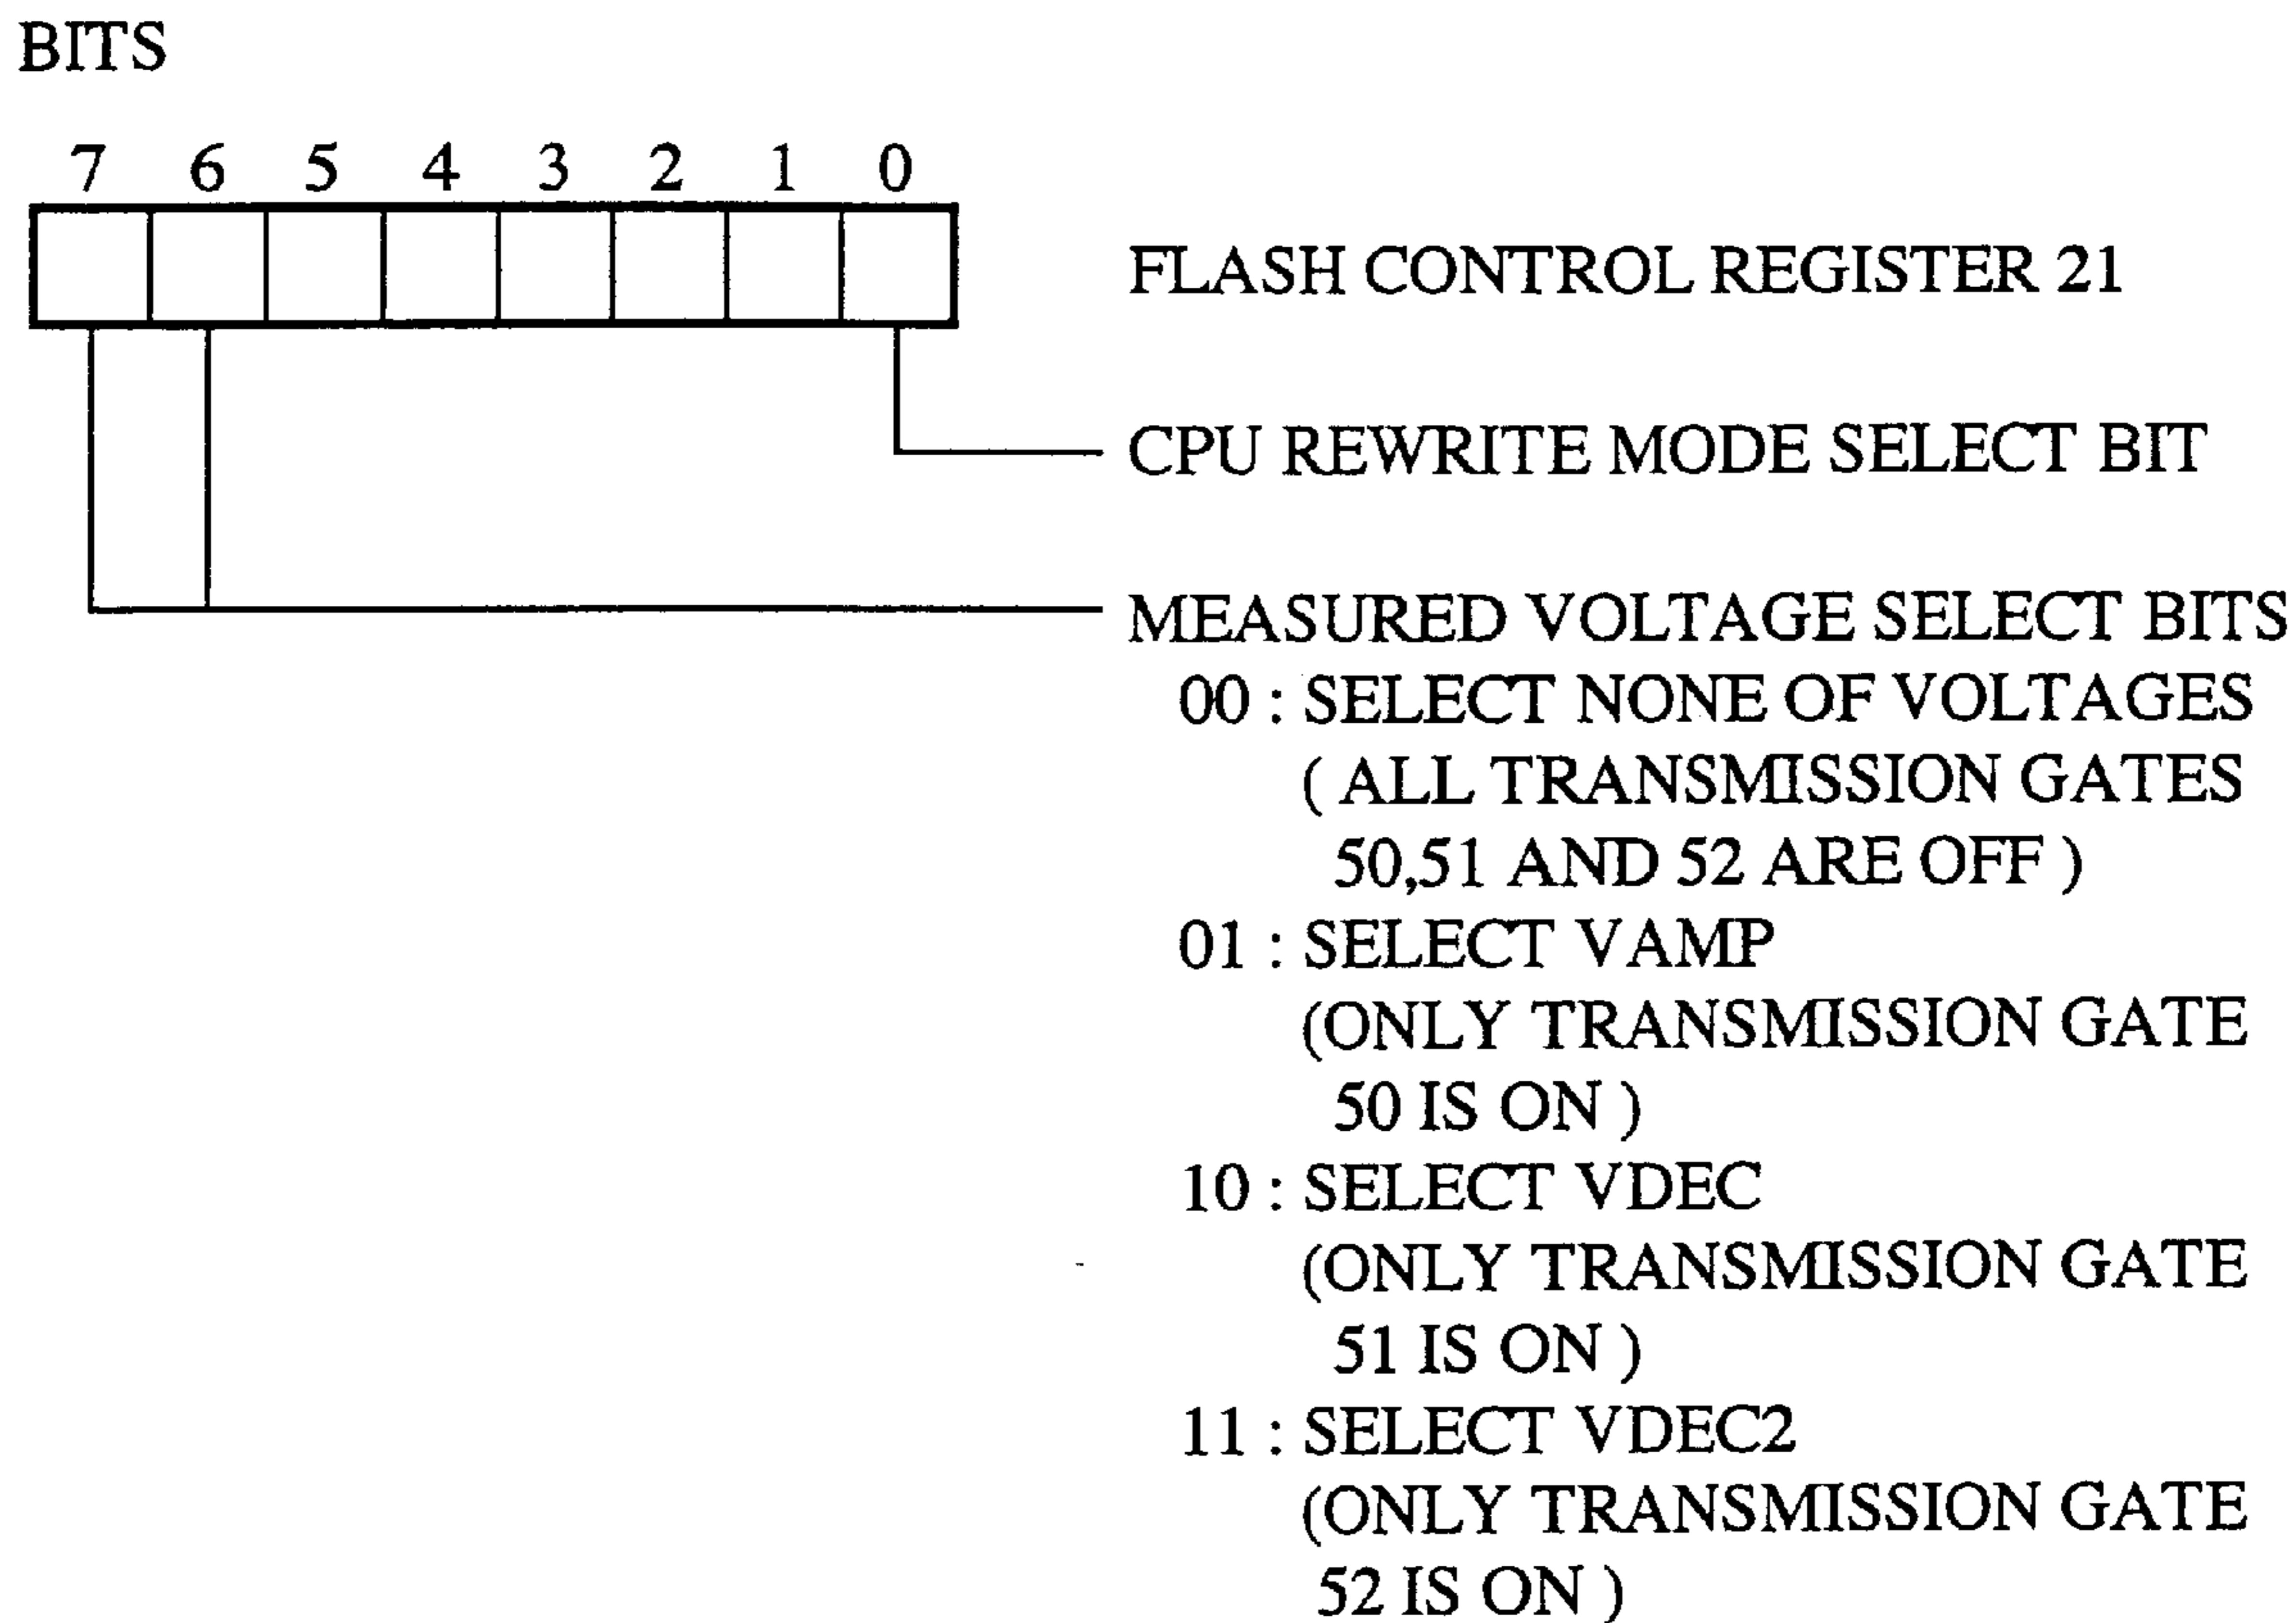 BITS
7 6 5 4 3 2 1 0
FLASH CONTROL REGISTER 21
CPU REWRITE MODE SELECT BIT
MEASURED VOLTAGE SELECT BITS
00 : SELECT NONE OF VOLTAGES
( ALL TRANSMISSION GATES
50,51 AND 52 ARE OFF )
01 : SELECT VAMP
(ONLY TRANSMISSION GATE
50 IS ON )
10 : SELECT VDEC
(ONLY TRANSMISSION GATE
51 IS ON )
11 : SELECT VDEC2
(ONLY TRANSMISSION GATE
52 IS ON )